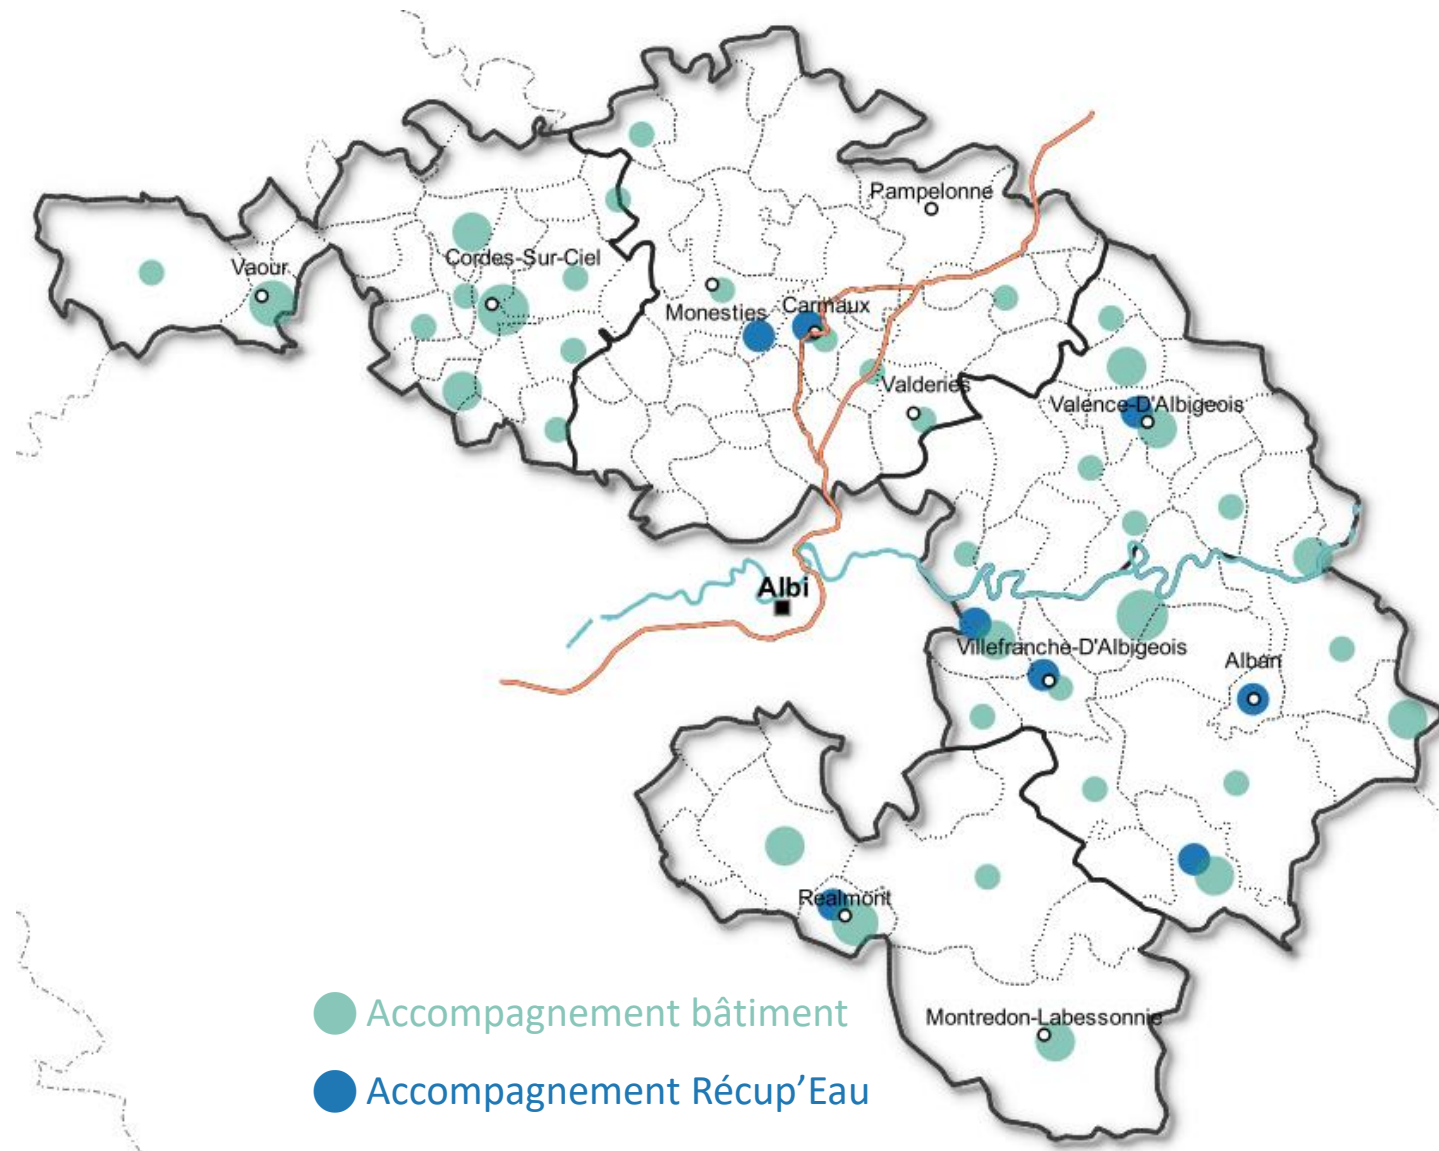 Pampelonne
Vaour
Cordes-Sur-Ciel
Monesties
Carmaux
Valderies
Valence-D'Albigeois
Albi
Villefranche-D'Albigeois
Alban
Realmont
Montredon-Labessonnie
Accompagnement bâtiment
Accompagnement Récup’Eau